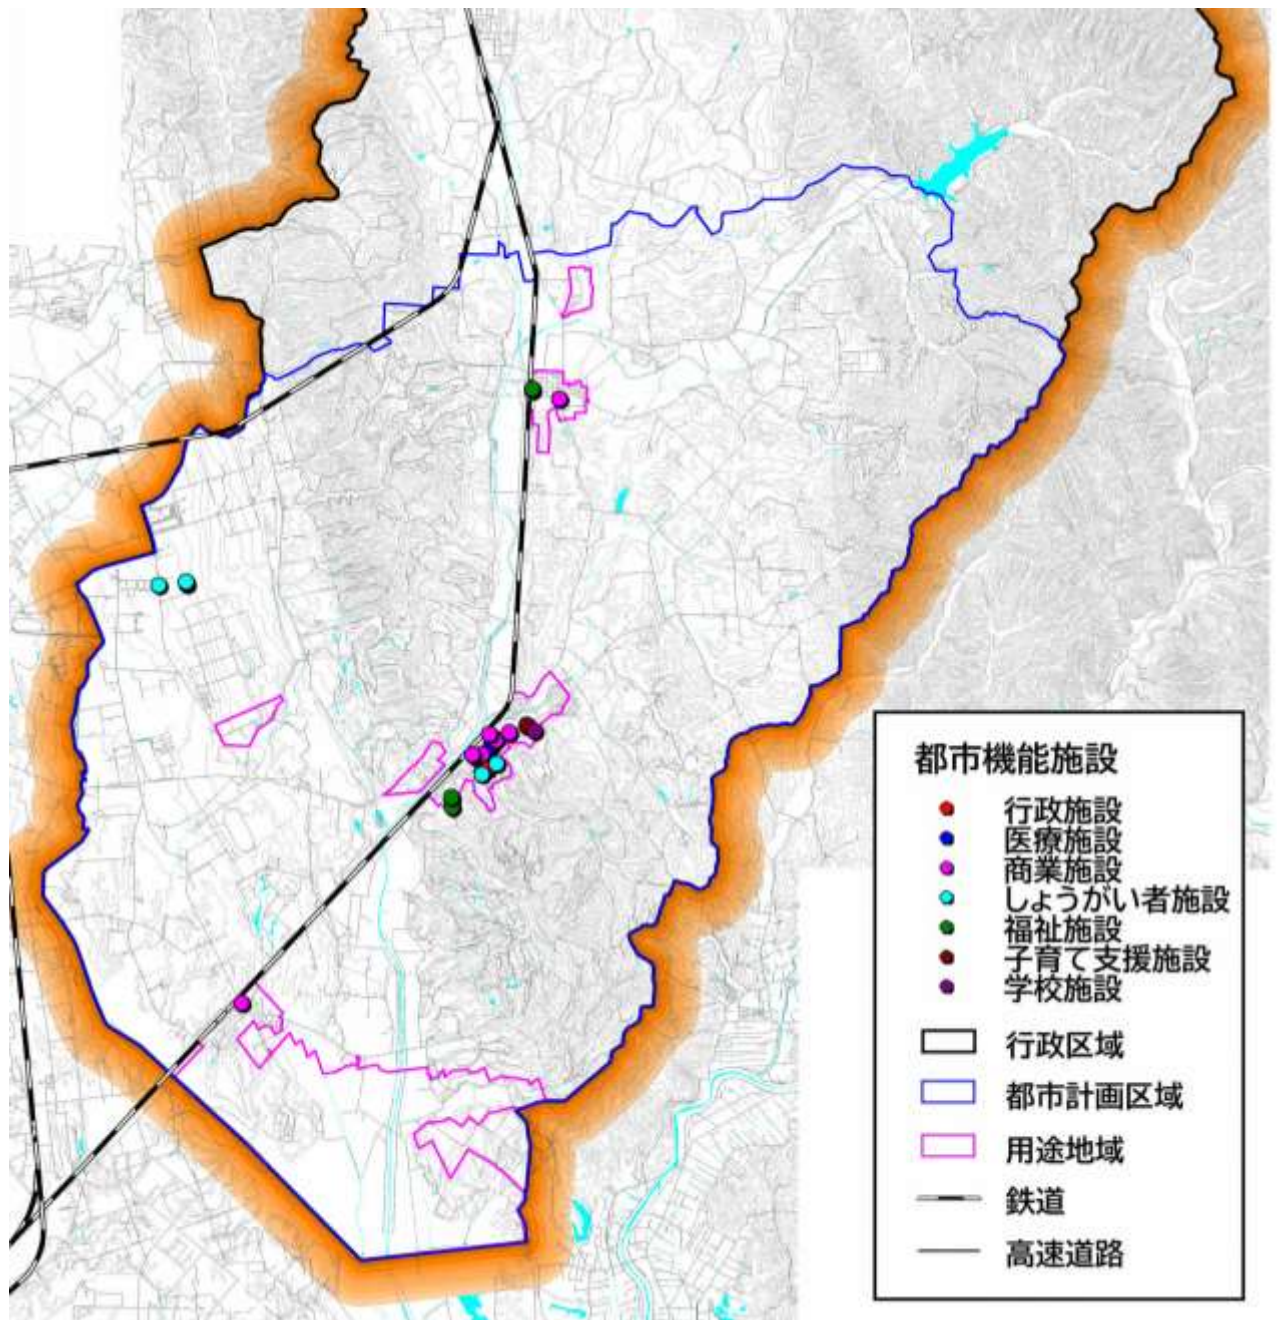 都市機能施設
行政施設
医療施設
商業施設
しょうがい者施設
福祉施設
子育て支援施設
学校施設
行政区域
都市計画区域
用途地域
鉄道
高速道路